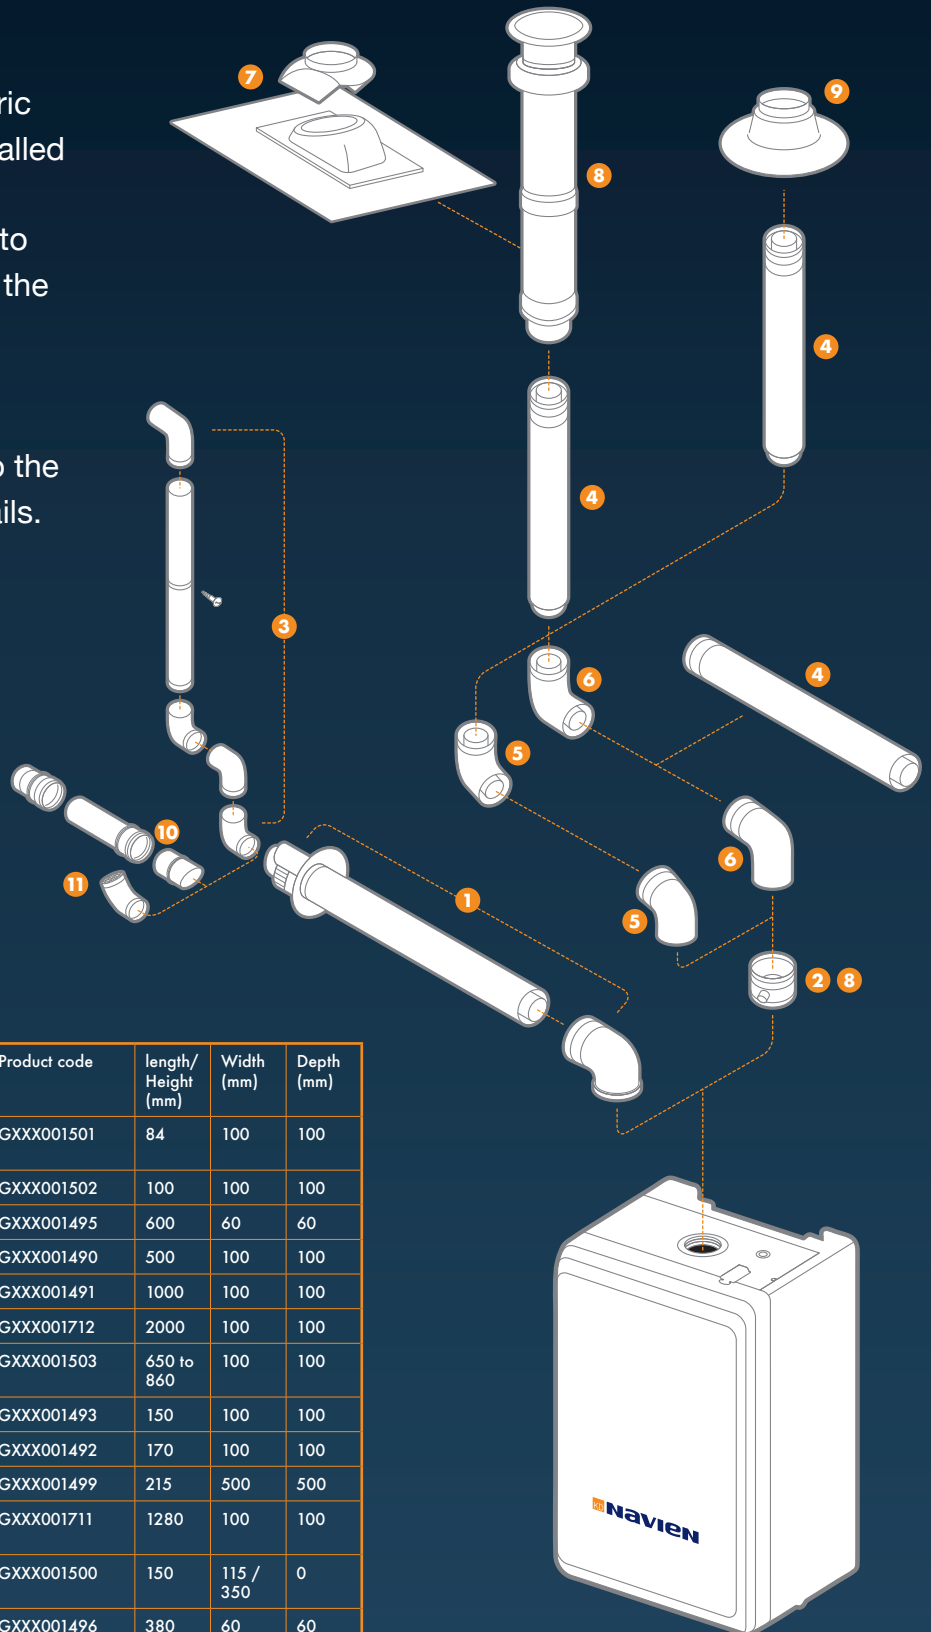 ric
alled
to
the
o the
ils.
7
9
8
4
4
3
6
4
5
10
6
11
1
5
2 8
Product code length/ Height (mm) Width (mm) Depth (mm)
GXXX001501 84 100 100
GXXX001502 100 100 100
GXXX001495 600 60 60
GXXX001490 500 100 100
GXXX001491 1000 100 100
GXXX001712 2000 100 100
GXXX001503 650 to 860 100 100
GXXX001493 150 100 100
GXXX001492 170 100 100
GXXX001499 215 500 500
GXXX001711 1280 100 100
GXXX001500 150 115 / 350 0
GXXX001496 380 60 60
KD NAVIEN